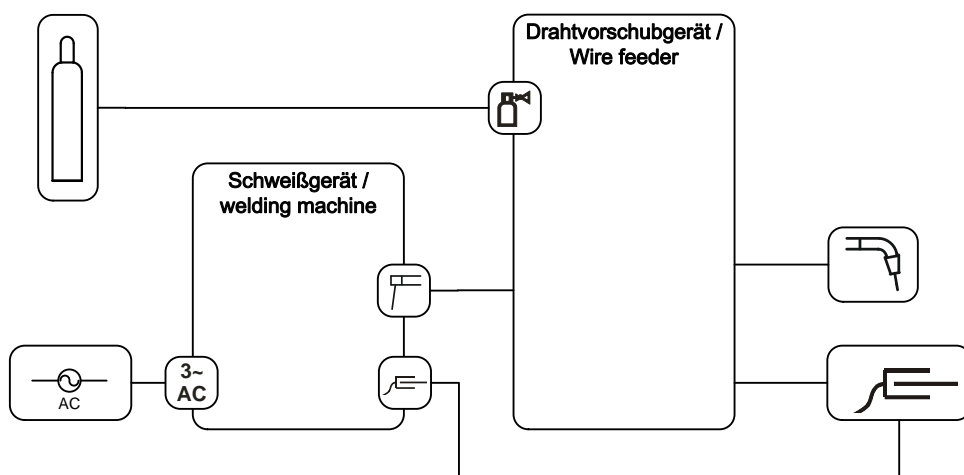 Drahtvorschubgerät /
Wire feeder
Schweißgerät /
welding machine
3~
AC
AC